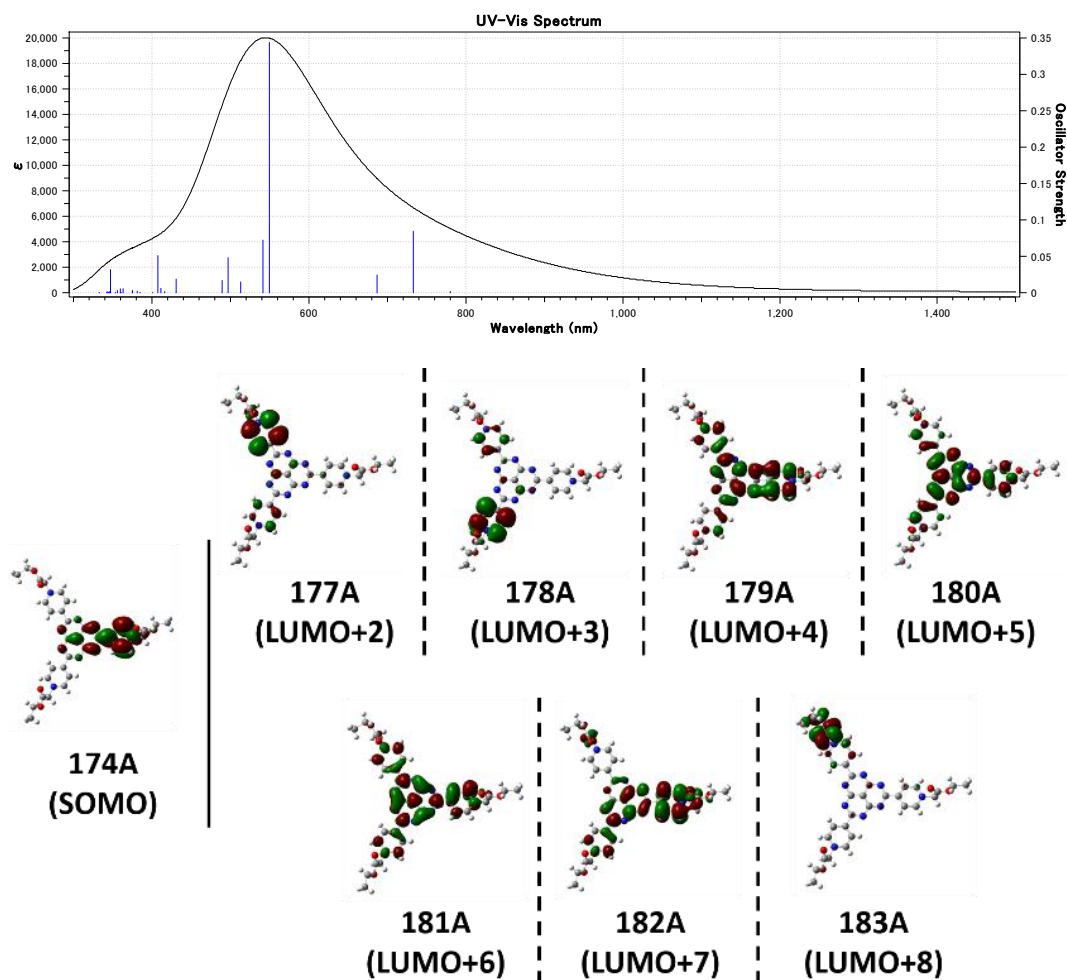 UV-Vis Spectrum
20,000
18,000
16,000
14,000
12,000
10,000
8,000
6,000
4,000
2,000
0
ε
0.35
0.3
0.25
0.2
0.15
0.1
0.05
0
Oscillator Strength
400
600
800
1,000
1,200
1,400
Wavelength (nm)
177A
(LUMO+2)
178A
(LUMO+3)
179A
(LUMO+4)
180A
(LUMO+5)
174A
(SOMO)
181A
(LUMO+6)
182A
(LUMO+7)
183A
(LUMO+8)